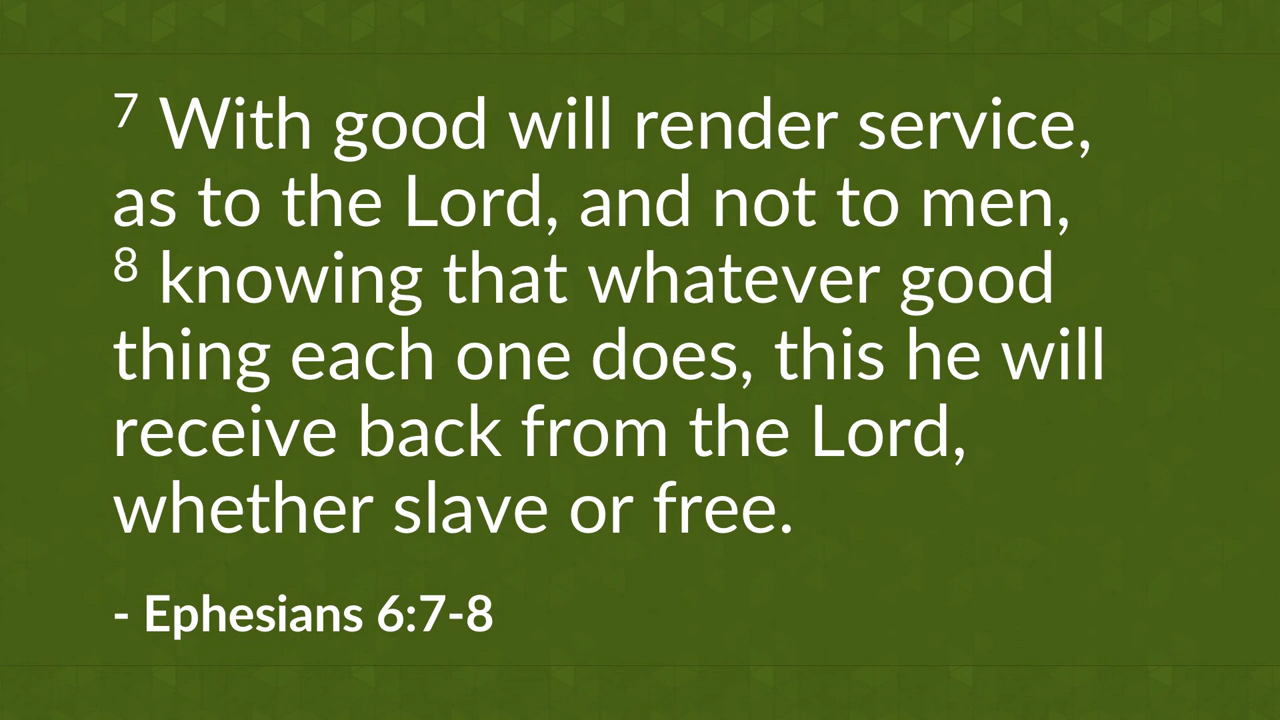 7 With good will render service,
as to the Lord, and not to men,
8 knowing that whatever good
thing each one does, this he will
receive back from the Lord,
whether slave or free.
- Ephesians 6:7-8